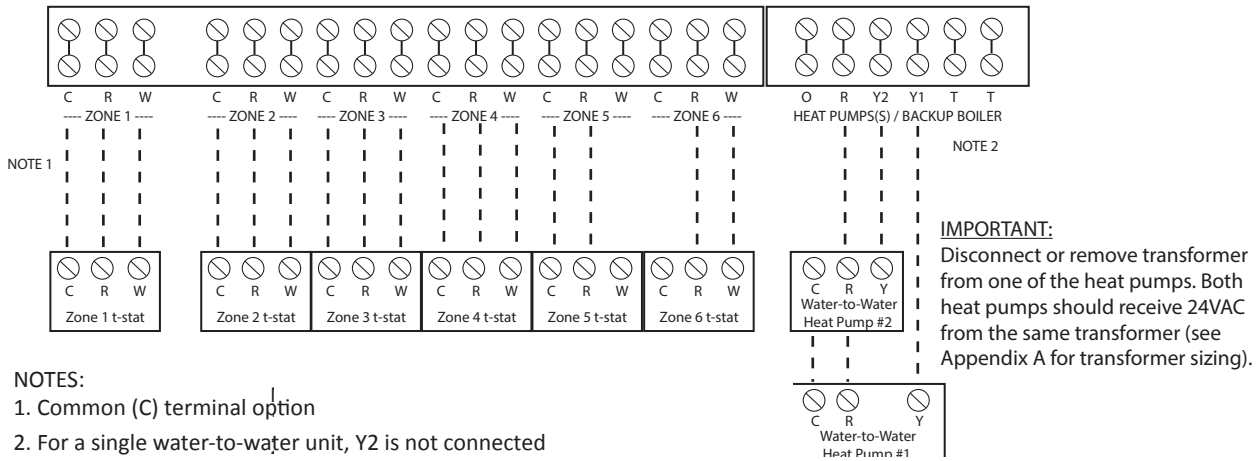 C R W C R W C R W C R W C R W C R W O R Y2 Y1 T T
---- ZONE 1 ---- ---- ZONE 2 ---- ---- ZONE 3 ---- ---- ZONE 4 ---- ---- ZONE 5 ---- ---- ZONE 6 ---- HEAT PUMPS(S) / BACKUP BOILER
NOTE 1
NOTE 2
C R W C R W C R W C R W C R W C R W C R Y
Zone 1 t-stat Zone 2 t-stat Zone 3 t-stat Zone 4 t-stat Zone 5 t-stat Zone 6 t-stat
Water-to-Water
Heat Pump #2
IMPORTANT:
Disconnect or remove transformer
from one of the heat pumps. Both
heat pumps should receive 24VAC
from the same transformer (see
Appendix A for transformer sizing).
C R Y
Water-to-Water
Heat Pump #1
NOTES:
1. Common (C) terminal option
2. For a single water-to-water unit, Y2 is not connected